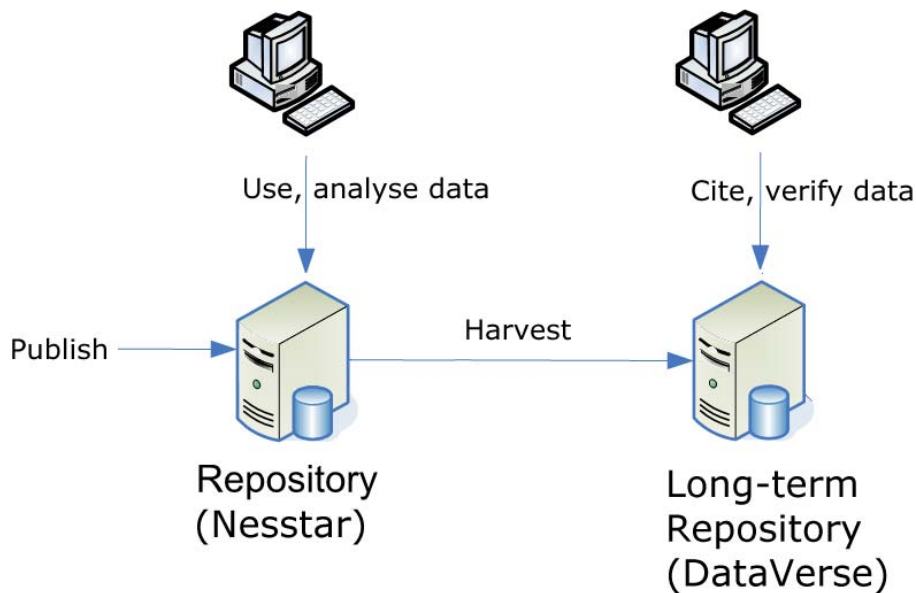 Use, analyse data
Cite, verify data
Publish
Harvest
Repository
(Nesstar)
Long-term
Repository
(DataVerse)